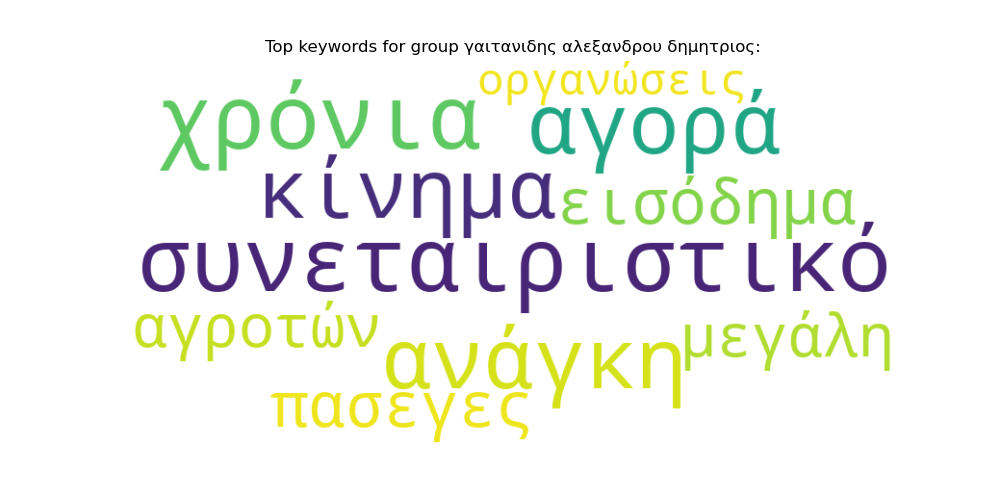 Top keywords for group γαιτανιδης αλεξανδρου δημητριος:
οργανώσεις
χρόνια αγορά
κίνημα εισόδημα
συνεταιριστικό
αγροτών ανάγκη μεγάλη
πασεγες